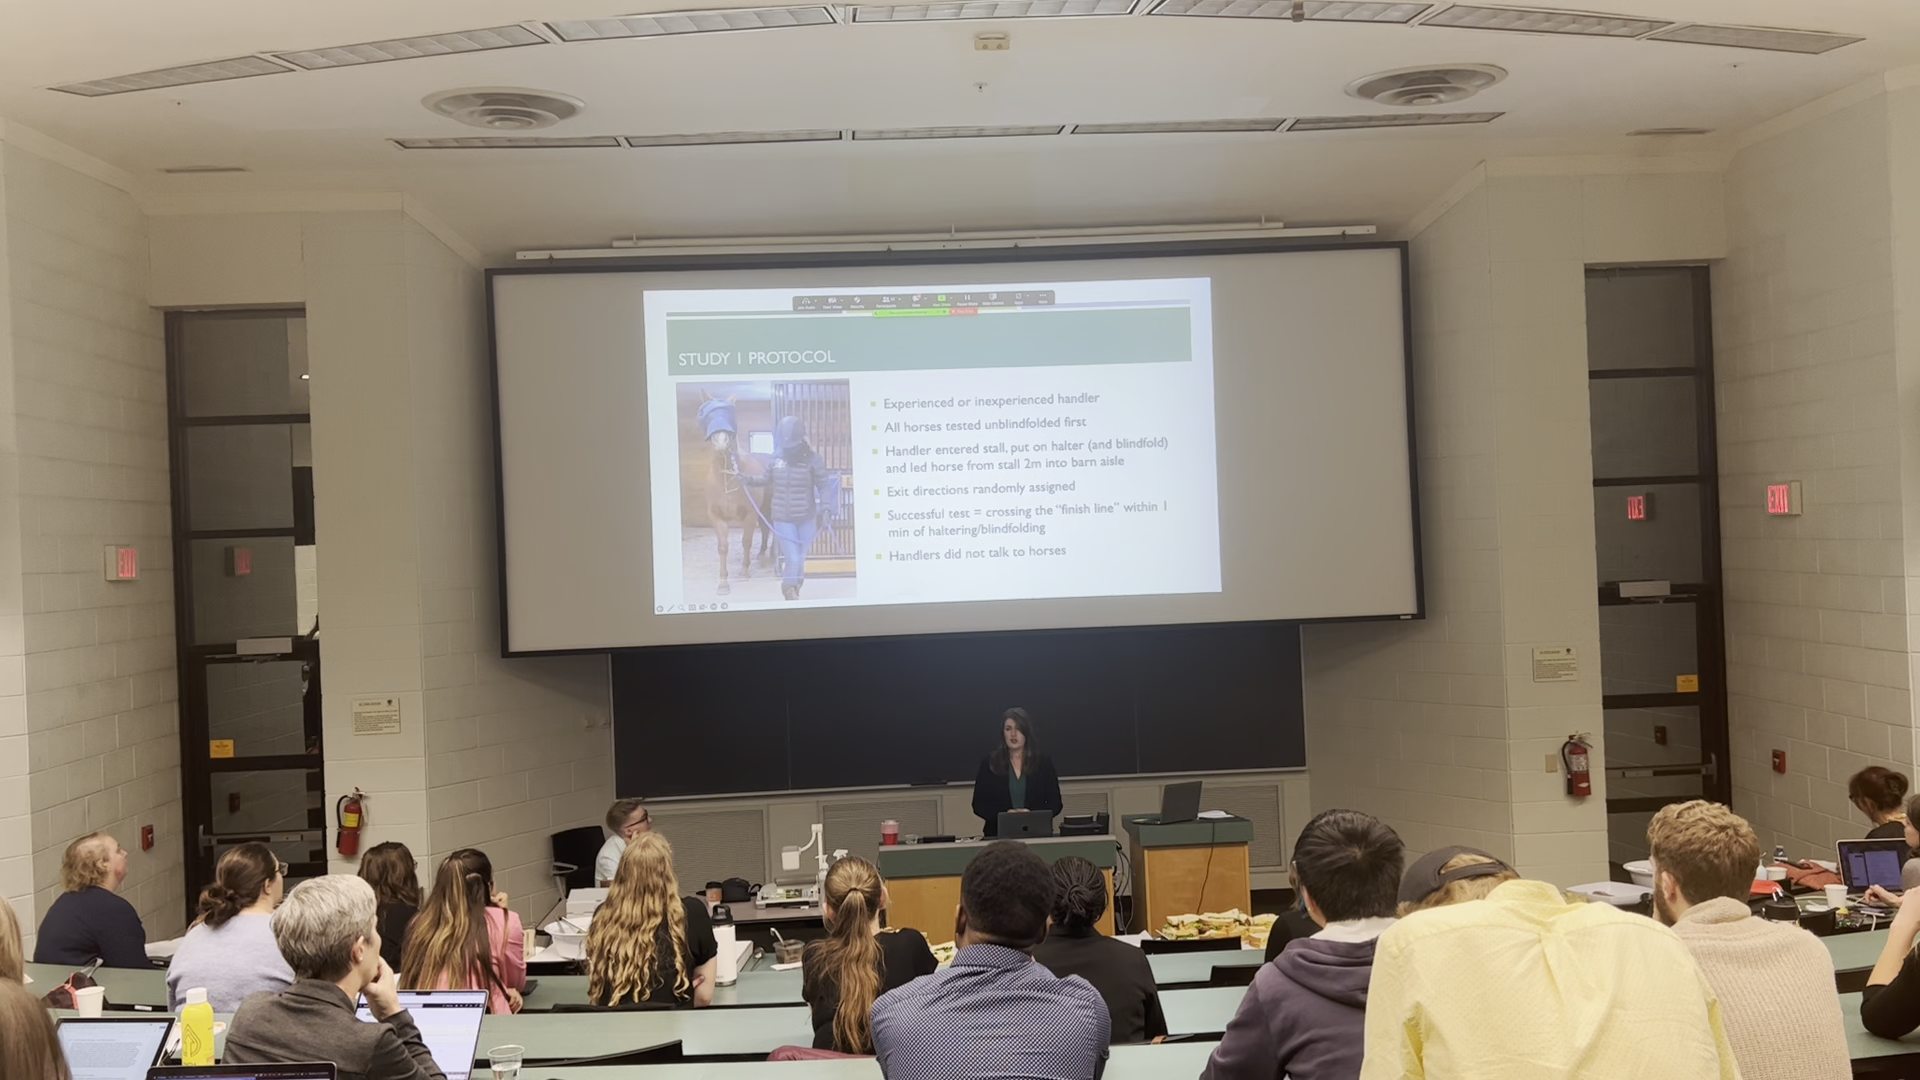 STUDY 1 PROTOCOL
Experienced or inexperienced handler
All horses tested unblindfolded first
Handler entered stall, put on halter (and blindfold)
and led horse from stall 2m into barn aisle
Exit directions randomly assigned
Successful test = crossing the “finish line” within 1
min of haltering/blindfolding
Handlers did not talk to horses
EXIT
EXIT